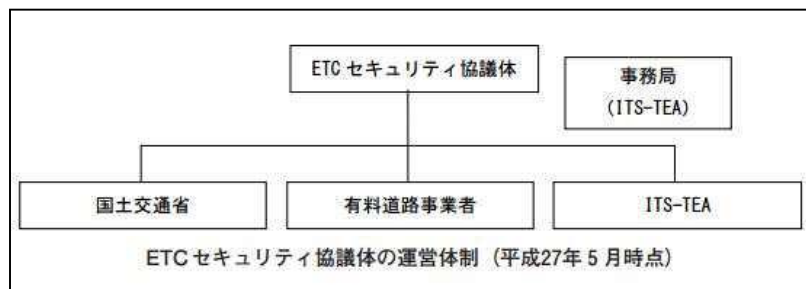 ETC セキュリティ協議体
事務局
(ITS-TEA)
国土交通省
有料道路事業者
ITS-TEA
ETC セキュリティ協議体の運営体制 (平成27年 5 月時点)